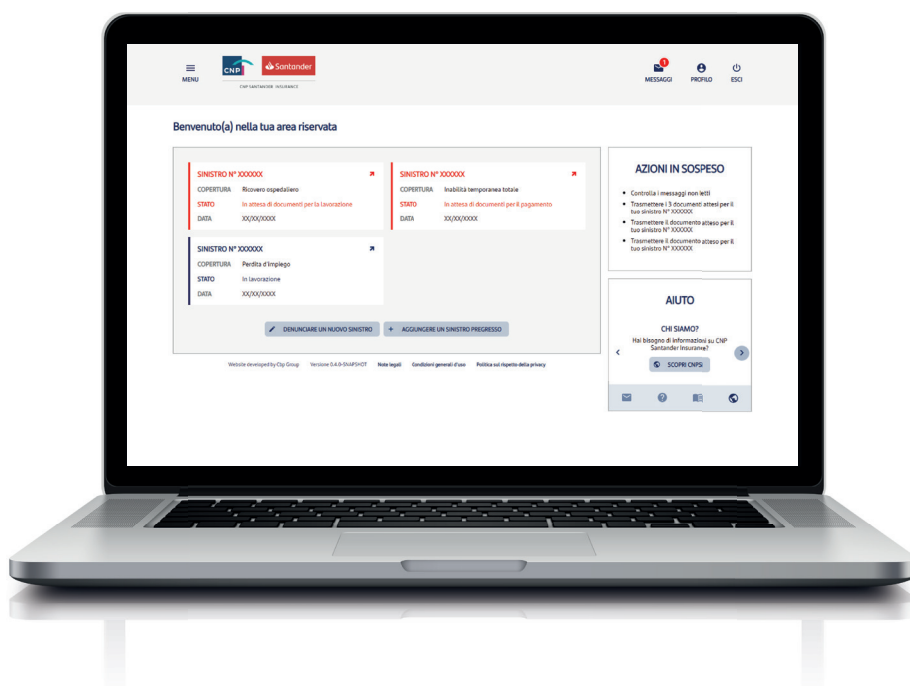 MENU
CNP
Santander
CNP SANTANDER INSURANCE
1
MESSAGGI
PROFILO
ESCI
Benvenuto(a) nella tua area riservata
SINISTRO N° XXXXXX
COPERTURA Ricovero ospedaliero
STATO In attesa di documenti per la lavorazione
DATA XX/XX/XXXX
SINISTRO N° XXXXXX
COPERTURA Inabilità temporanea totale
STATO In attesa di documenti per il pagamento
DATA XX/XX/XXXX
SINISTRO N° XXXXXX
COPERTURA Perdita d'impiego
STATO In lavorazione
DATA XX/XX/XXXX
DENUNCIARE UN NUOVO SINISTRO
+ AGGIUNGERE UN SINISTRO PREGRESSO
Website developed by Clip Group Versione 0.4.0-SNAPSHOT Note legali Condizioni generali d'uso Politica sul rispetto della privacy
AZIONI IN SOSPESO
• Controlla i messaggi non letti
• Trasmettere i 3 documenti attesi per il
tuo sinistro N° XXXXXX
• Trasmettere il documento atteso per il
tuo sinistro N° XXXXXX
• Trasmettere il documento atteso per il
tuo sinistro N° XXXXXX
AIUTO
CHI SIAMO?
Hai bisogno di informazioni su CNP
Santander Insurance?
SCOPRI CNPSI